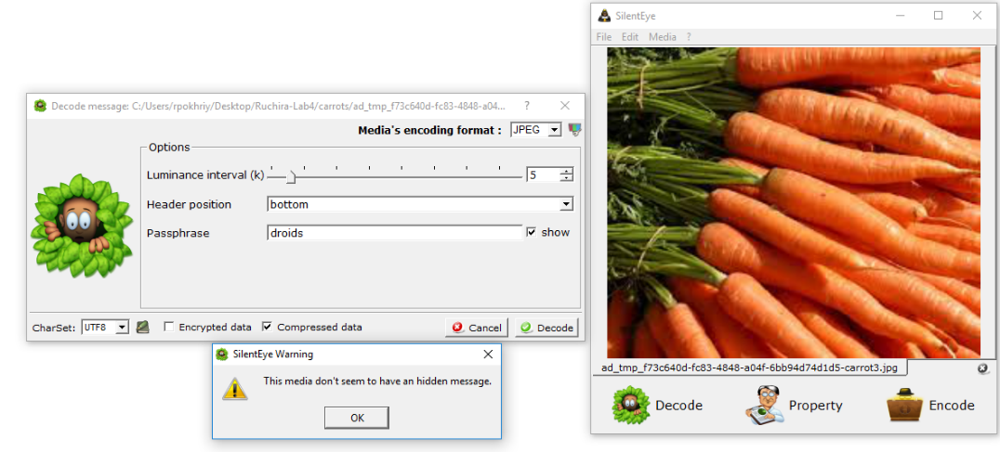 SilentEye
File Edit Media ?
Decode message: C:/Users/rpokhriy/Desktop/Ruchira-Lab4/carrots/ad_tmp_f73c640d-fc83-4848-a04... ?
Media's encoding format : JPEG
Options
Luminance interval (k) 5
Header position bottom
Passphrase droids show
CharSet: UTF8 Encrypted data Compressed data Cancel Decode
SilentEye Warning
This media don't seem to have an hidden message.
OK
ad_tmp_f73c640d-fc83-4848-a04f-6bb94d74d1d5-carrot3.jpg
Decode Property Encode